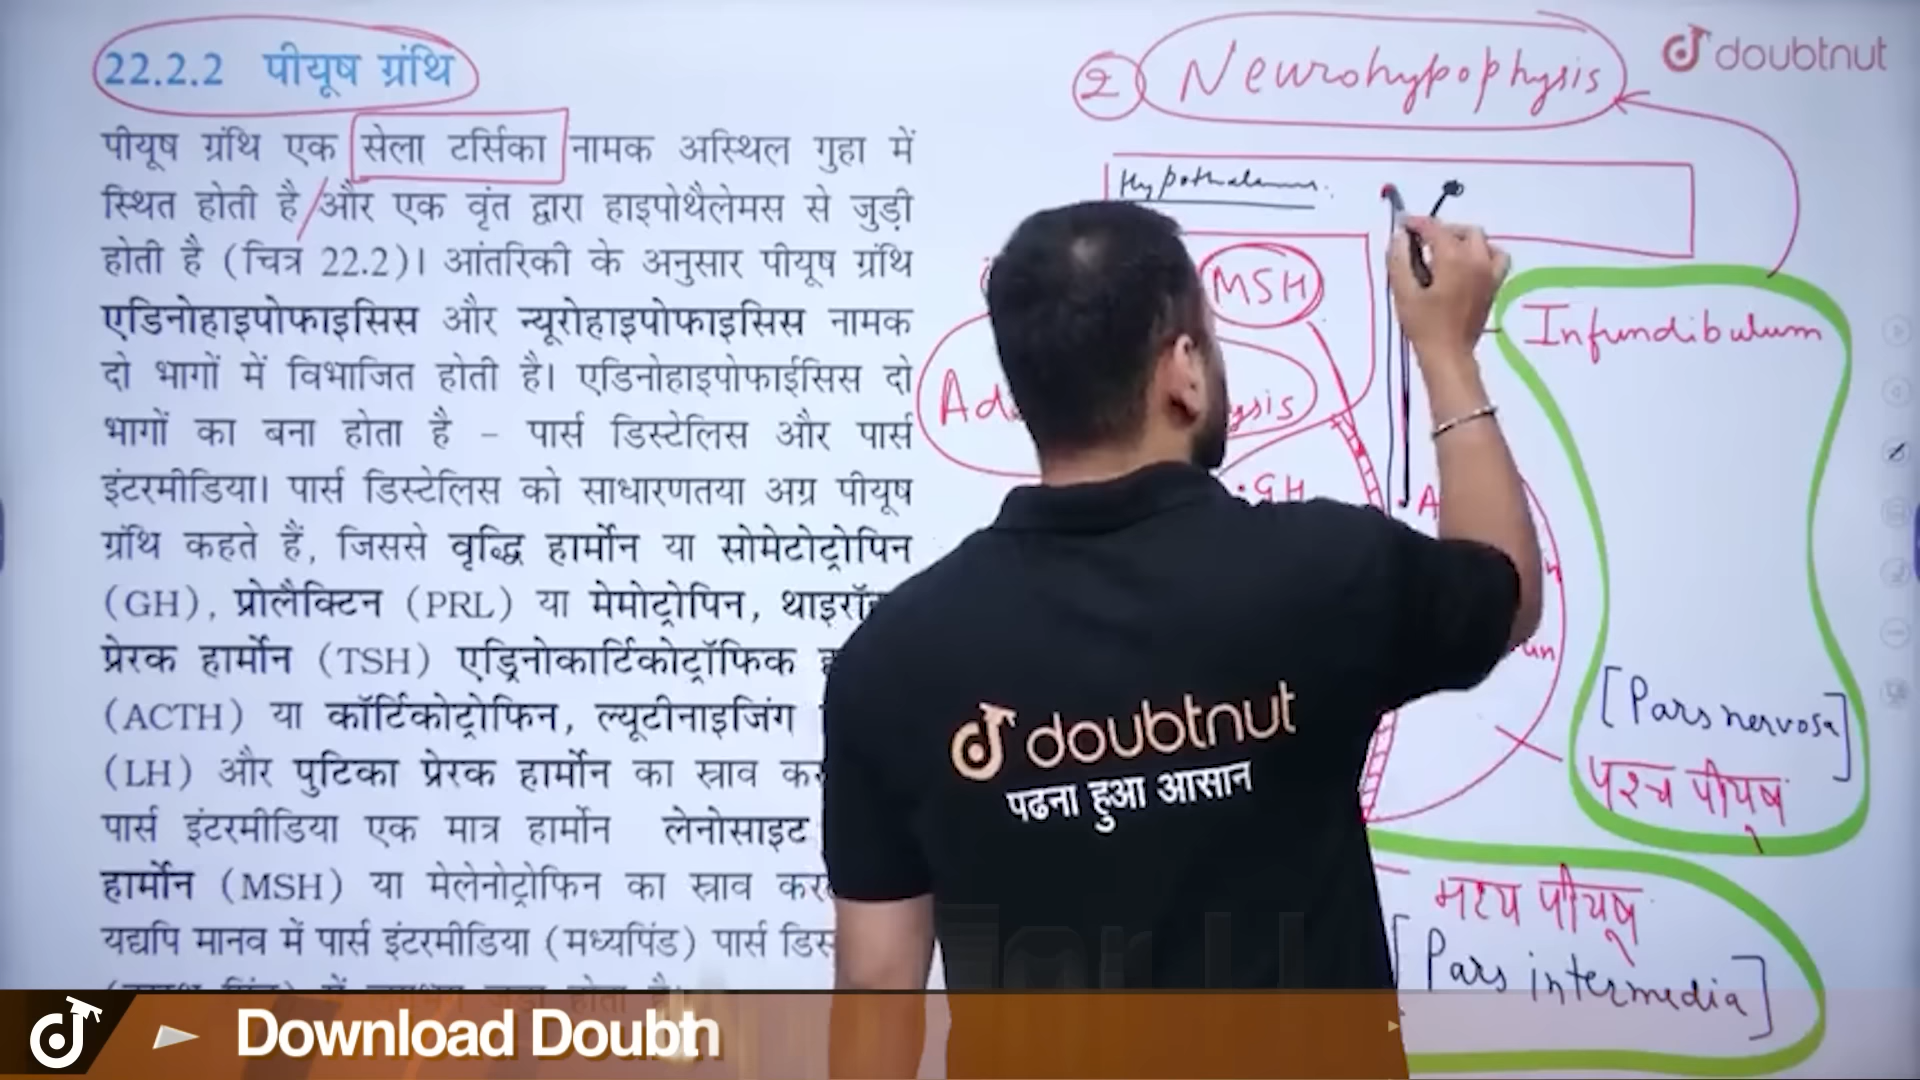 22.2.2 पीयूष ग्रंथि
पीयूष ग्रंथि एक सेला टर्सिका नामक अस्थिल गुहा में
स्थित होती है और एक वृंत द्वारा हाइपोथैलेमस से जुड़ी
होती है (चित्र 22.2)। आंतरिकी के अनुसार पीयूष ग्रंथि
एडिनोहाइपोफाइसिस और न्यूरोहाइपोफाइसिस नामक
दो भागों में विभाजित होती है। एडिनोहाइपोफाईसिस दो
भागों का बना होता है - पार्स डिस्टेलिस और पार्स
इंटरमीडिया। पार्स डिस्टेलिस को साधारणतया अग्र पीयूष
ग्रंथि कहते हैं, जिससे वृद्धि हार्मोन या सोमेटोट्रोपिन
(GH), प्रोलैक्टिन (PRL) या मेमोट्रोपिन,
प्रेरक हार्मोन (TSH) एड्रिनोकार्टिकोट्रॉफिक
(ACTH) या कॉर्टिकोट्रोफिन, ल्यूटीनाइजिंग
(LH) और पुटिका प्रेरक हार्मोन का स्राव
पार्स इंटरमीडिया एक मात्र हार्मोन लेनोसाइट
हार्मोन (MSH) या मेलेनोट्रोफिन का स्राव
यद्यपि मानव में पार्स इंटरमीडिया (मध्यपिंड) पार्स
2 Neurohypophysis
doubtnut
Hypothalamus
MSH
Infundibulum
GH
[Pars nervosa]
पश्च पीयूष
मध्य पीयूष
[Pars intermedia]
doubtnut
पढना हुआ आसान
Download Doubtn